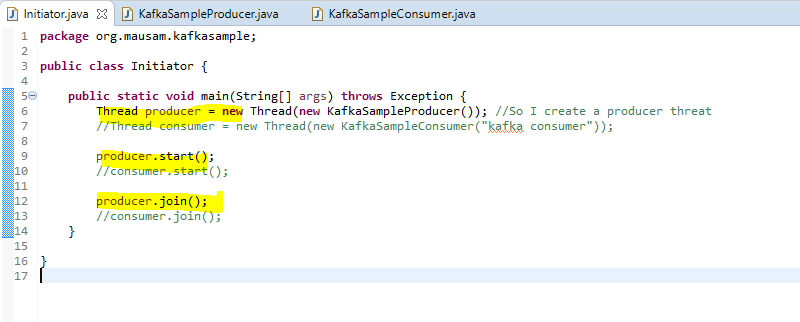 Initiator.java
KafkaSampleProducer.java
KafkaSampleConsumer.java
1 package org.mausam.kafkasample;
2
3 public class Initiator {
4
5 public static void main(String[] args) throws Exception {
6 Thread producer = new Thread(new KafkaSampleProducer()); //So I create a producer threat
7 //Thread consumer = new Thread(new KafkaSampleConsumer("kafka consumer"));
8
9 producer.start();
10 //consumer.start();
11
12 producer.join();
13 //consumer.join();
14 }
15
16 }
17